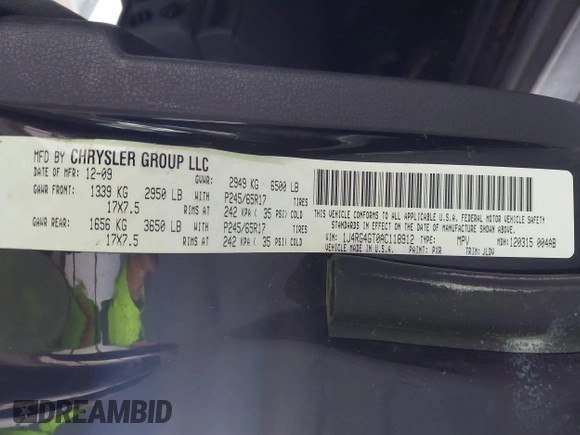 MFD BY CHRYSLER GROUP LLC
DATE OF MFR: 12-09 GVWR: 2949 KG 6500 LB
GAWR FRONT: 1339 KG 2950 LB WITH P245/65R17 TIRES
17X7.5 RIMS AT 242 KPA ( 35 PSI) COLD
GAWR REAR: 1656 KG 3650 LB WITH P245/65R17 TIRES
17X7.5 RIMS AT 242 KPA ( 35 PSI) COLD
THIS VEHICLE CONFORMS TO ALL APPLICABLE U.S.A. FEDERAL MOTOR VEHICLE SAFETY
STANDARDS IN EFFECT ON THE DATE OF MANUFACTURE SHOWN ABOVE.
VIN: 1J4RG4GT0AC118912 TYPE: MPV MDH: 120315 004AB
VEHICLE MADE IN U.S.A. PAINT: PXR TRIM: JLDV
DREAMBID